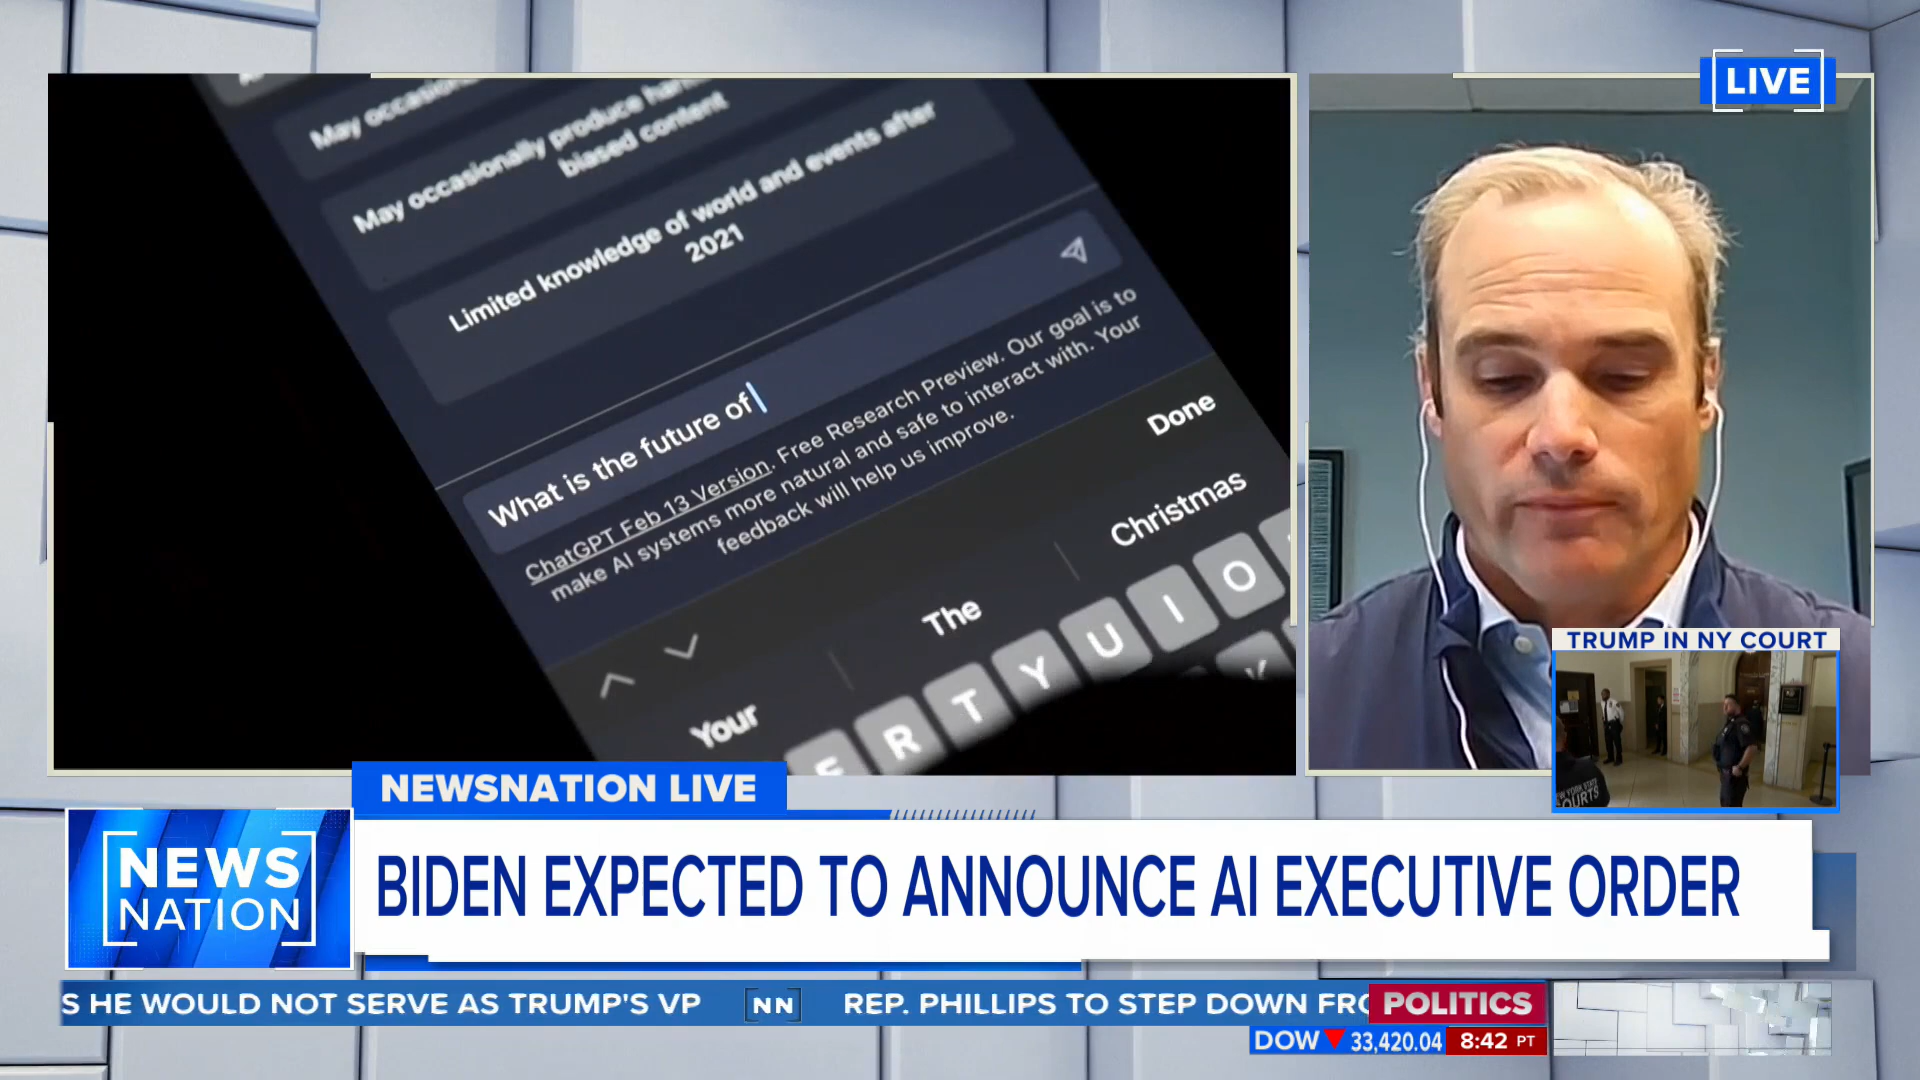 LIVE
May occasionally produce
biased content
Limited knowledge of world and events after
2021
What is the future of
ChatGPT Feb 13 Version. Free Research Preview. Our goal is to
make AI systems more natural and safe to interact with. Your
feedback will help us improve.
Done
Your
The
Christmas
R T Y U I O
TRUMP IN NY COURT
COURTS
NEWSNATION LIVE
NEWS
NATION
BIDEN EXPECTED TO ANNOUNCE AI EXECUTIVE ORDER
S HE WOULD NOT SERVE AS TRUMP'S VP
NN
REP. PHILLIPS TO STEP DOWN
POLITICS
DOW 33,420.04 8:42 PT